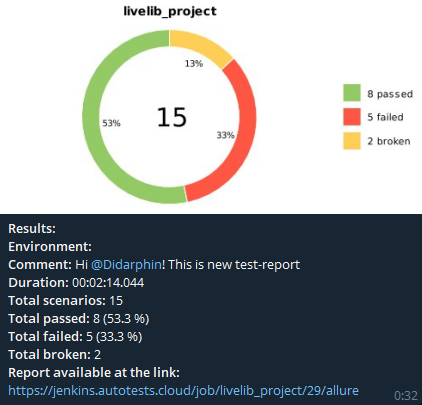 livelib_project
13%
53%
15
33%
8 passed
5 failed
2 broken
Results:
Environment:
Comment: Hi @Didarphin! This is new test-report
Duration: 00:02:14.044
Total scenarios: 15
Total passed: 8 (53.3 %)
Total failed: 5 (33.3 %)
Total broken: 2
Report available at the link:
https://jenkins.autotests.cloud/job/livelib_project/29/allure
0:32